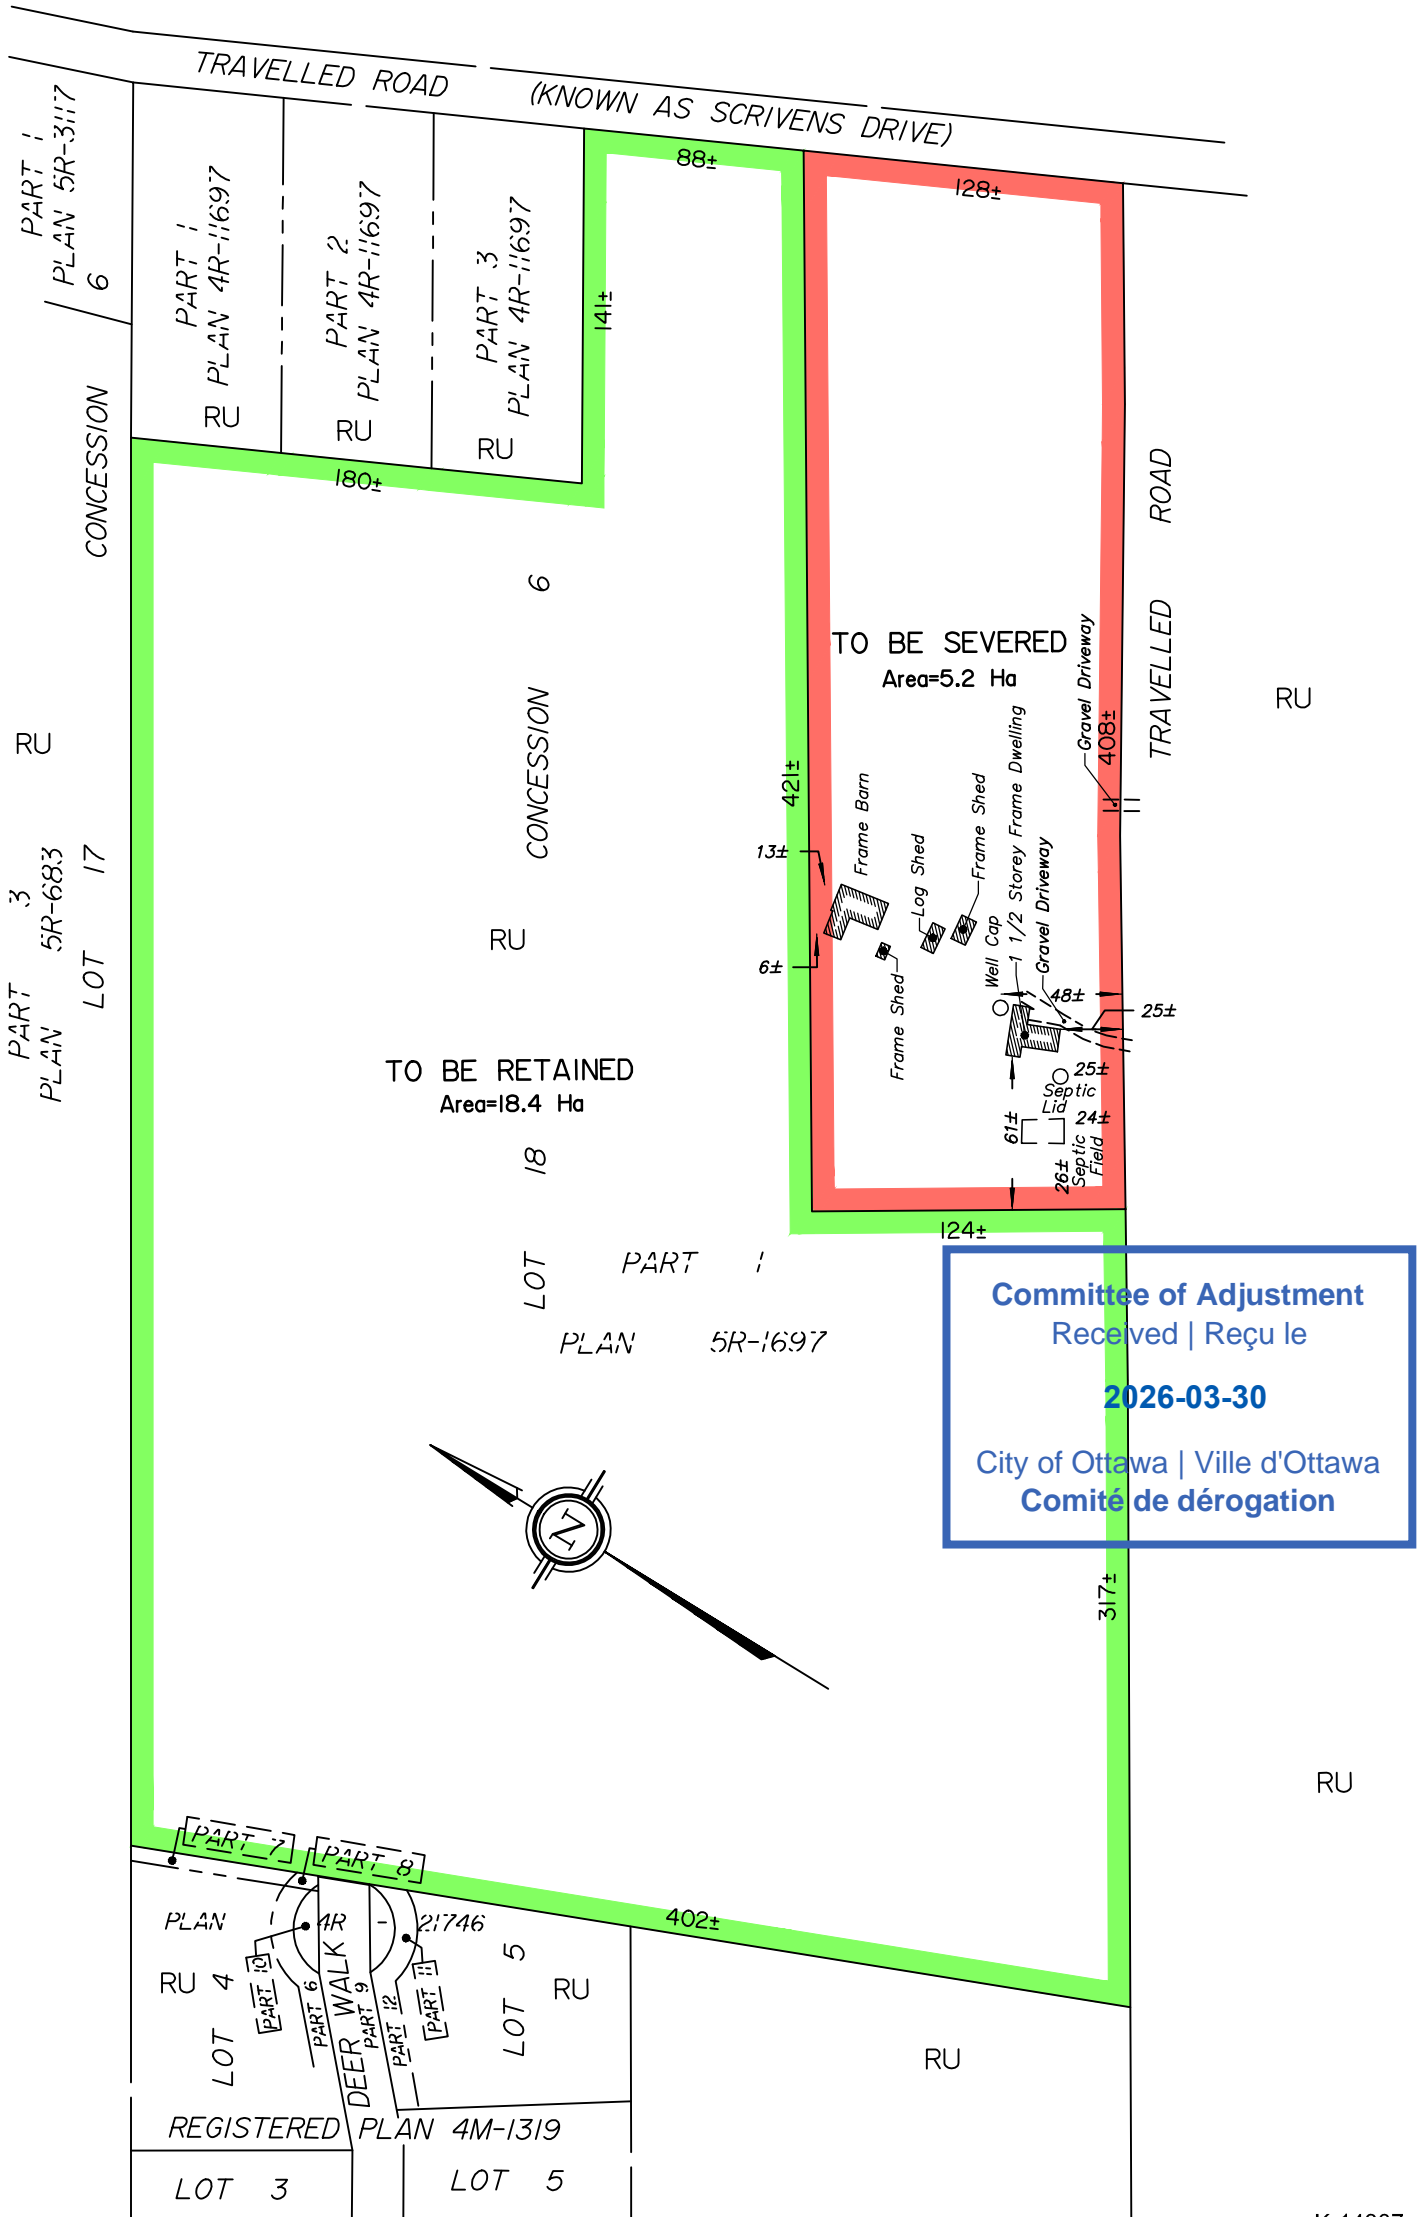 TRAVELLED ROAD (KNOWN AS SCRIVENS DRIVE)
PART 1
PLAN 5R-3117
6
PART 1
PLAN 4R-11697
RU
PART 2
PLAN 4R-11697
RU
PART 3
PLAN 4R-11697
RU
88±
128±
141±
180±
CONCESSION
RU
PART 3
PLAN 5R-683
LOT 17
CONCESSION 6
RU
LOT 18
TO BE RETAINED
Area=18.4 Ha
PART 1
PLAN 5R-1697
421±
TO BE SEVERED
Area=5.2 Ha
408±
Gravel Driveway
TRAVELLED ROAD
RU
13±
6±
Frame Barn
Frame Shed
Log Shed
Frame Shed
Well Cap
1 1/2 Storey Frame Dwelling
Gravel Driveway
48±
25±
25±
Septic
Lid
24±
61±
26±
Septic
Field
124±
Committee of Adjustment
Received | Reçu le
2026-03-30
City of Ottawa | Ville d'Ottawa
Comité de dérogation
N
317±
RU
PART 7
PART 8
402±
PLAN 4R - 21746
RU
LOT 4
PART 10
PART 6
DEER WALK
PART 9
PART 12
PART 11
LOT 5
RU
RU
REGISTERED PLAN 4M-1319
LOT 3
LOT 5